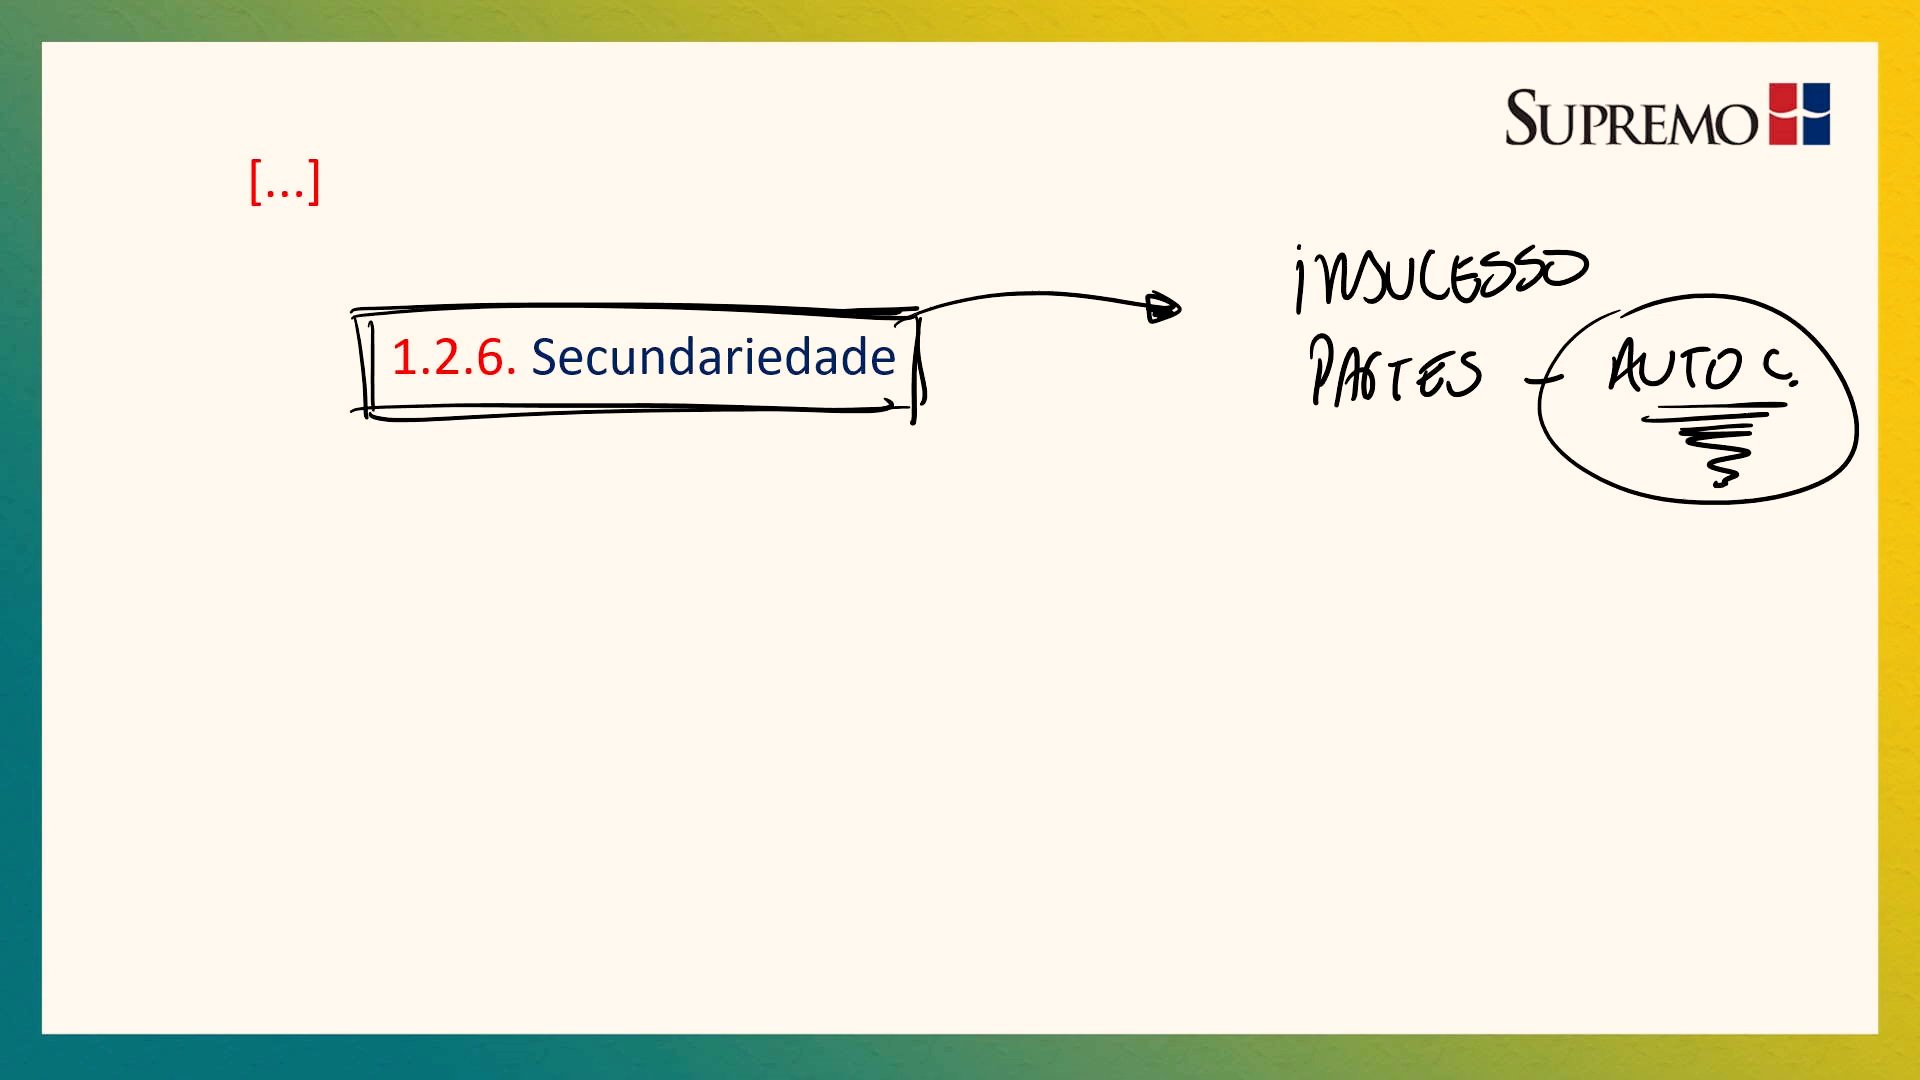 SUPREMO
[...]
INSUCESSO
1.2.6. Secundariedade
PARTES - AUTO C.